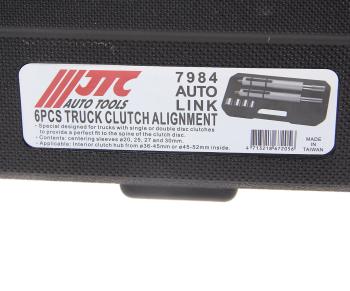 JTC
AUTO TOOLS
7984
AUTO
LINK
6PCS TRUCK CLUTCH ALIGNMENT
• Special designed for trucks with single or double disc clutches
to provide a perfect fit to the spline of the clutch disc.
• Contents: centering sleeves ø20, 25, 27 and 30mm.
• Applicable: Interior clutch hub from ø36-45mm or ø45-52mm inside.
4715218672056
MADE
IN
TAIWAN